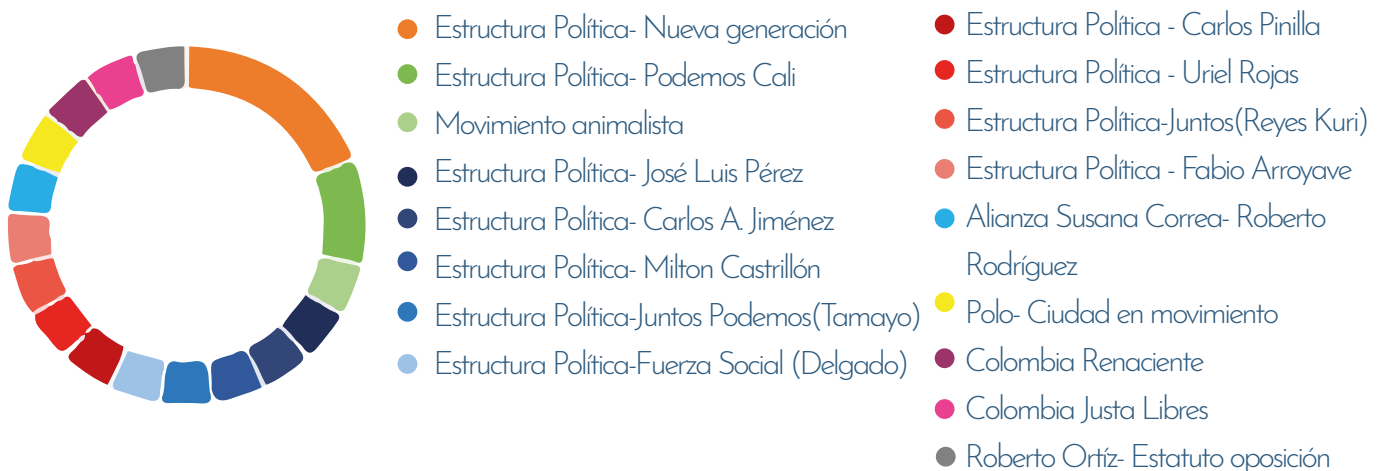 Estructura Política- Nueva generación
Estructura Política- Podemos Cali
Movimiento animalista
Estructura Política- José Luis Pérez
Estructura Política- Carlos A. Jiménez
Estructura Política- Milton Castrillón
Estructura Política-Juntos Podemos(Tamayo)
Estructura Política-Fuerza Social (Delgado)
Estructura Política - Carlos Pinilla
Estructura Política - Uriel Rojas
Estructura Política-Juntos(Reyes Kuri)
Estructura Política - Fabio Arroyave
Alianza Susana Correa- Roberto
Rodríguez
Polo- Ciudad en movimiento
Colombia Renaciente
Colombia Justa Libres
Roberto Ortíz- Estatuto oposición